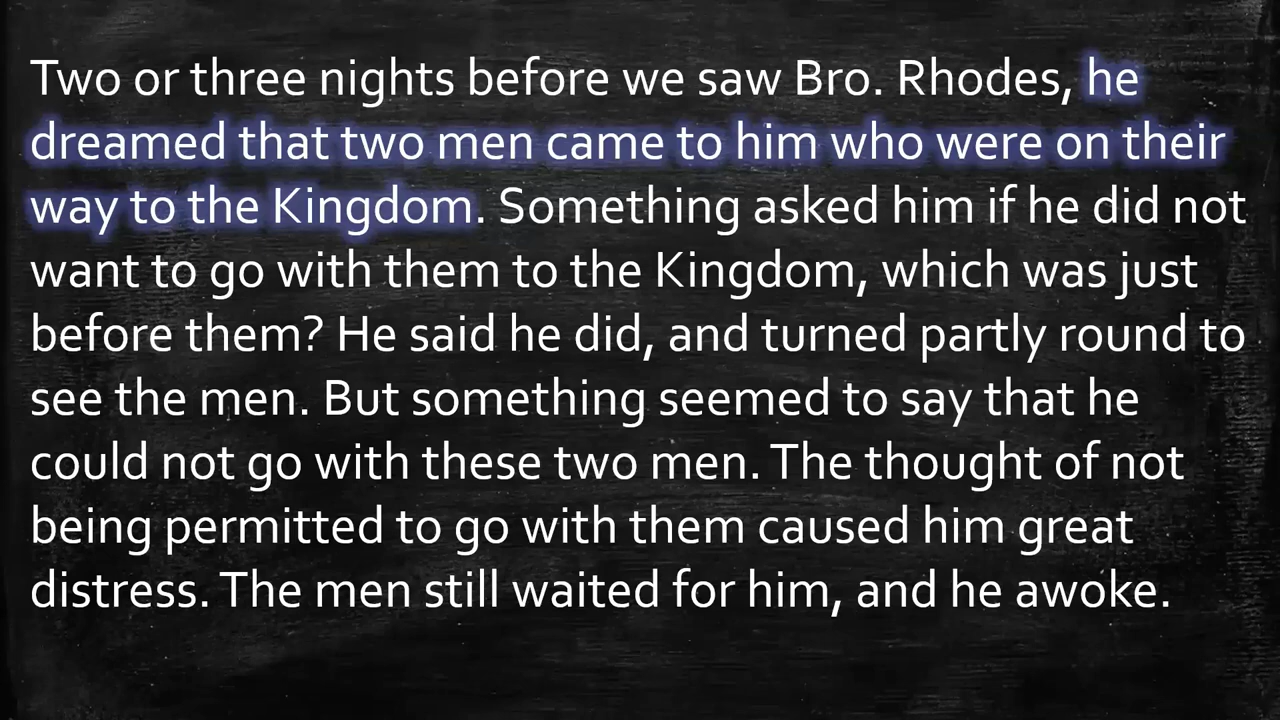 Two or three nights before we saw Bro. Rhodes, he
dreamed that two men came to him who were on their
way to the Kingdom. Something asked him if he did not
want to go with them to the Kingdom, which was just
before them? He said he did, and turned partly round to
see the men. But something seemed to say that he
could not go with these two men. The thought of not
being permitted to go with them caused him great
distress. The men still waited for him, and he awoke.